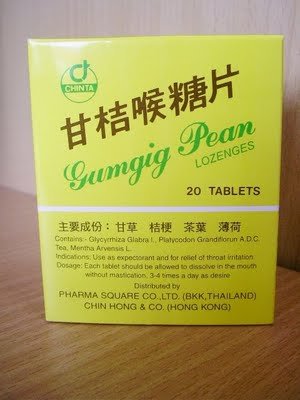 CHINTA
甘桔喉糖片
Gumgig Pean
LOZENGES
20 TABLETS
主要成份：甘草 桔梗 茶葉 薄荷
Contains:- Glycyrrhiza Glabra l., Platycodon Grandiflorun A.D.C.
Tea, Mentha Arvensis L.
Indications: Use as expectorant and for relief of throat irritation
Dosage: Each tablet should be allowed to dissolve in the mouth
without mastication, 3-4 times a day as desire
Distributed by
PHARMA SQUARE CO.,LTD. (BKK,THAILAND)
CHIN HONG & CO. (HONG KONG)